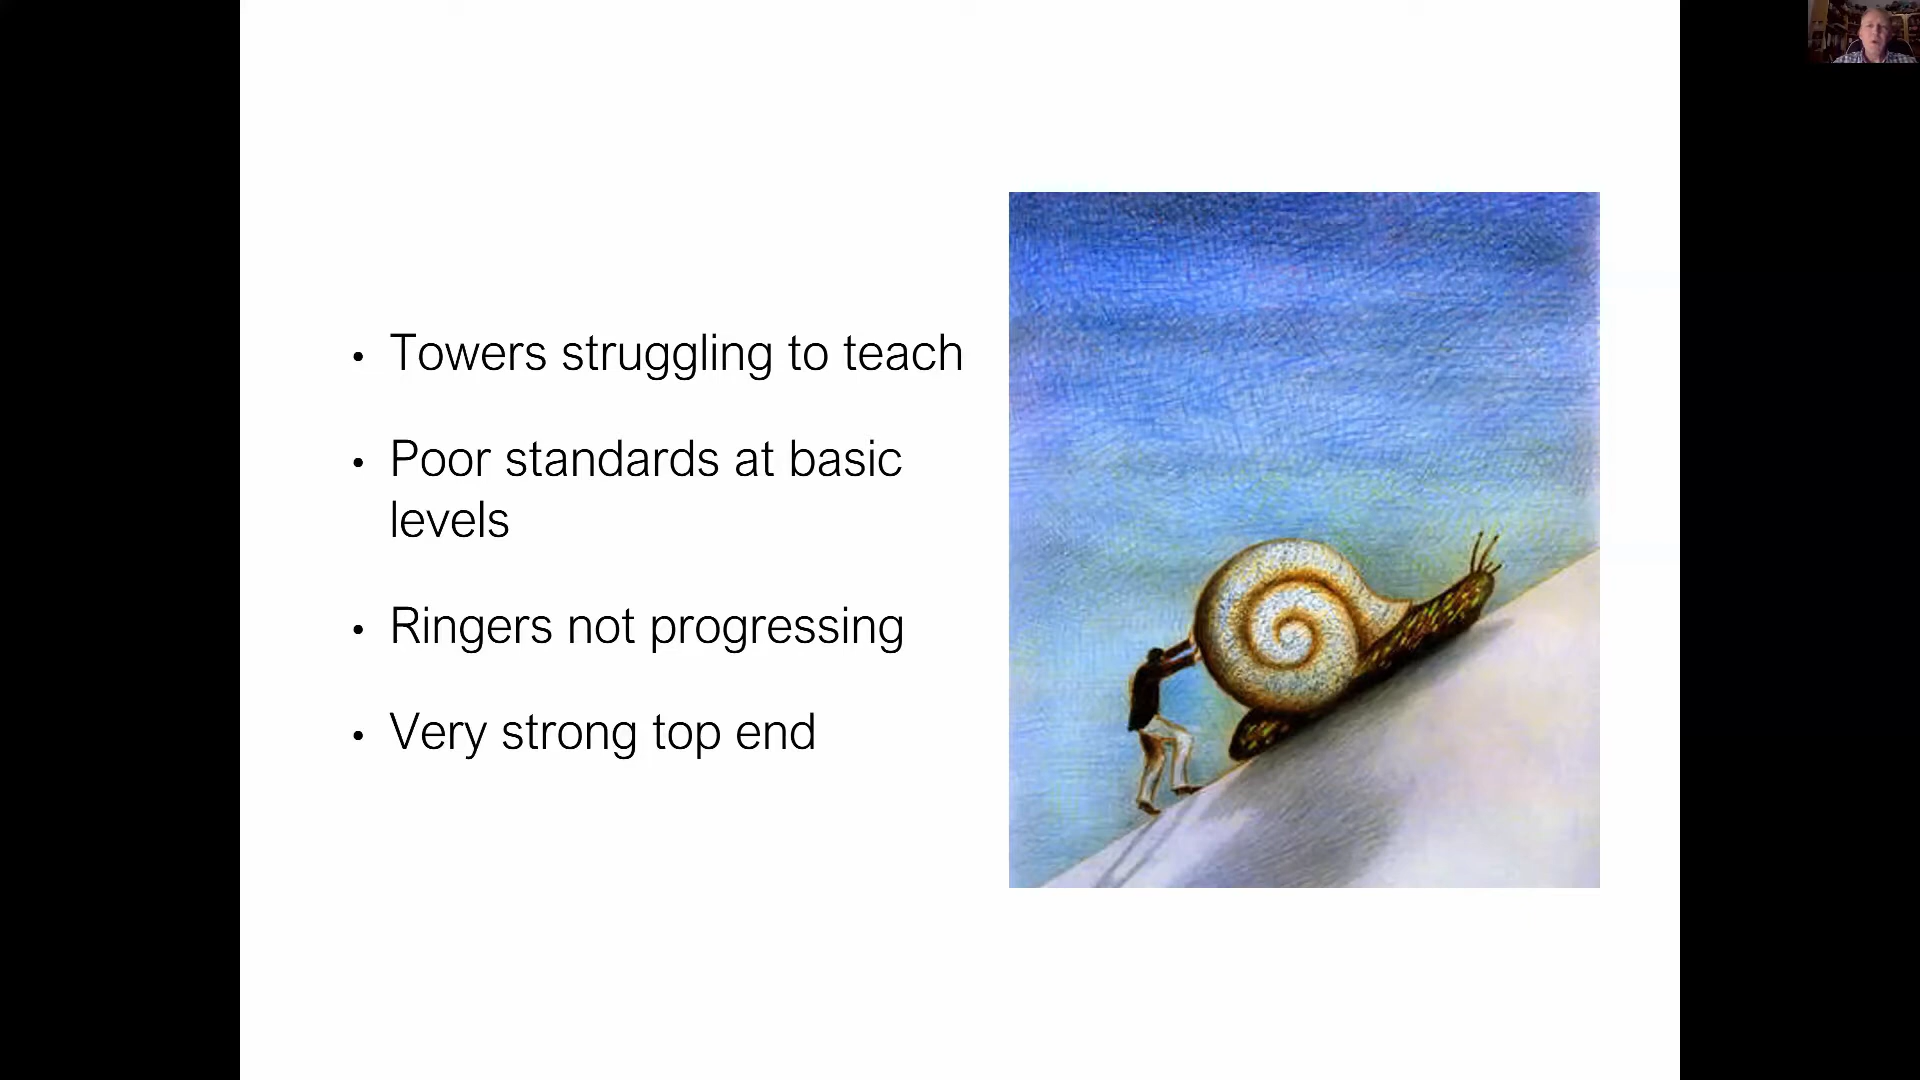 • Towers struggling to teach
• Poor standards at basic
levels
• Ringers not progressing
• Very strong top end